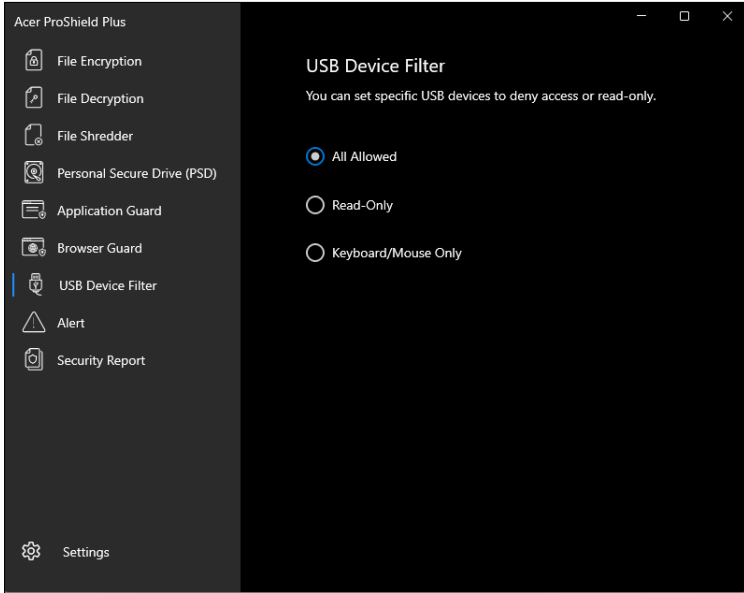 Acer ProShield Plus
File Encryption
File Decryption
File Shredder
Personal Secure Drive (PSD)
Application Guard
Browser Guard
USB Device Filter
Alert
Security Report
Settings
USB Device Filter
You can set specific USB devices to deny access or read-only.
All Allowed
Read-Only
Keyboard/Mouse Only